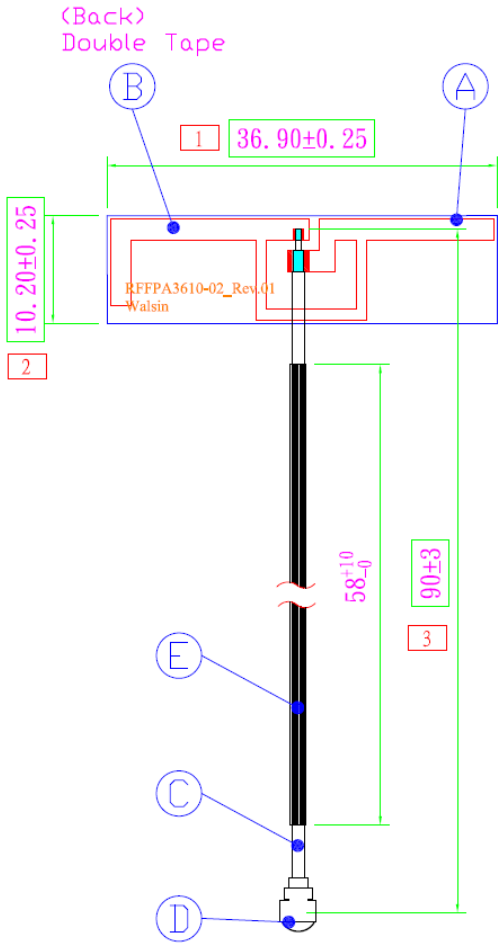 (Back)
Double Tape
B
A
1
36.90±0.25
10.20±0.25
2
RFFPA3610-02_Rev.01
Walsin
58+10-0
90±3
3
E
C
D